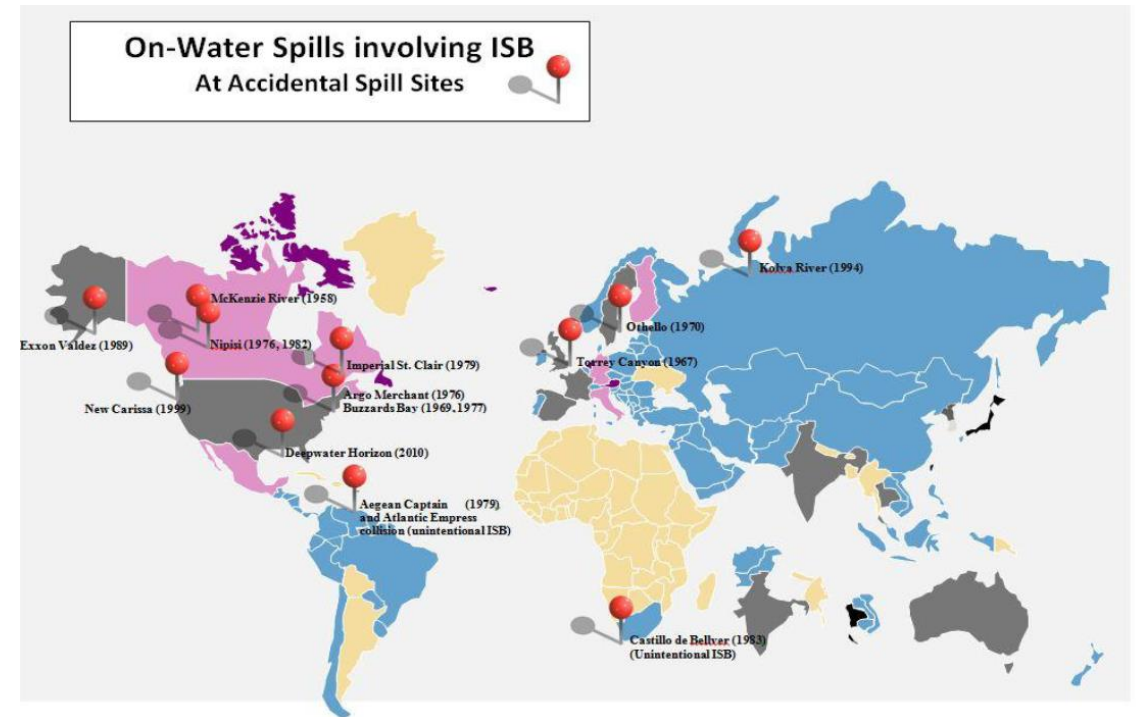 On-Water Spills involving ISB
At Accidental Spill Sites
Kolva River (1994)
McKenzie River (1958)
Othello (1970)
Exxon Valdez (1989)
Nipisi (1976, 1982)
Imperial St. Clair (1979)
Torrey Canyon (1967)
Argo Merchant (1976)
New Carissa (1999)
Buzzards Bay (1969, 1977)
Deepwater Horizon (2010)
Aegean Captain (1979)
and Atlantic Empress
collision (unintentional ISB)
Castillo de Bellver (1983)
(Unintentional ISB)